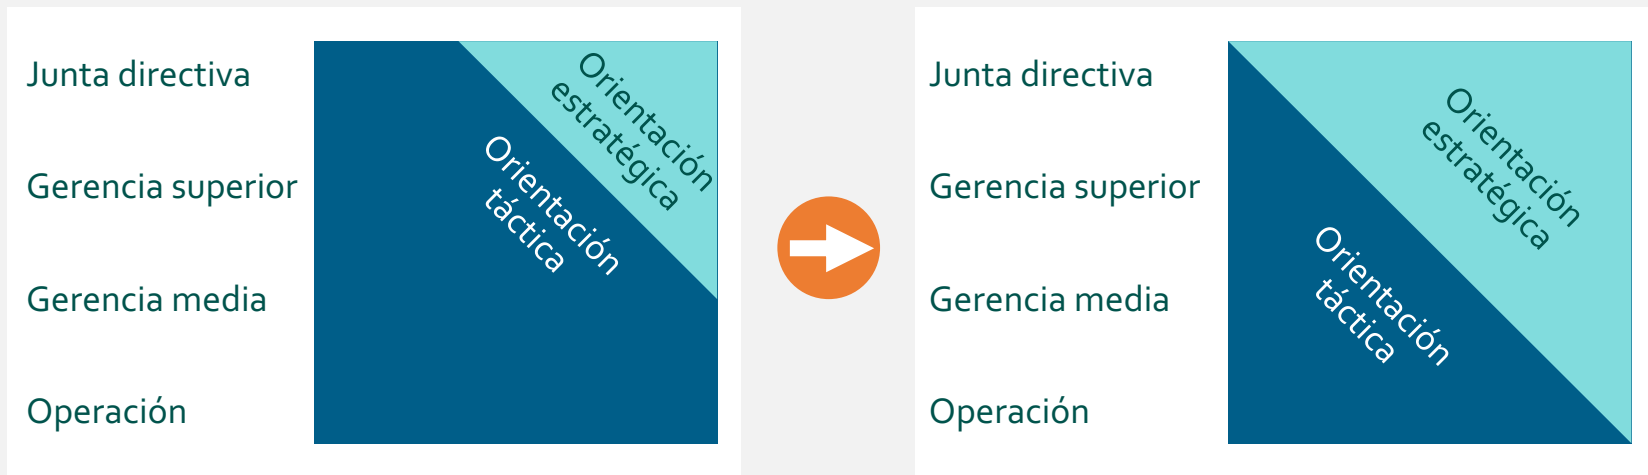 Junta directiva
Gerencia superior
Gerencia media
Operación
Orientación
estratégica
Orientación
táctica
Junta directiva
Gerencia superior
Gerencia media
Operación
Orientación
estratégica
Orientación
táctica